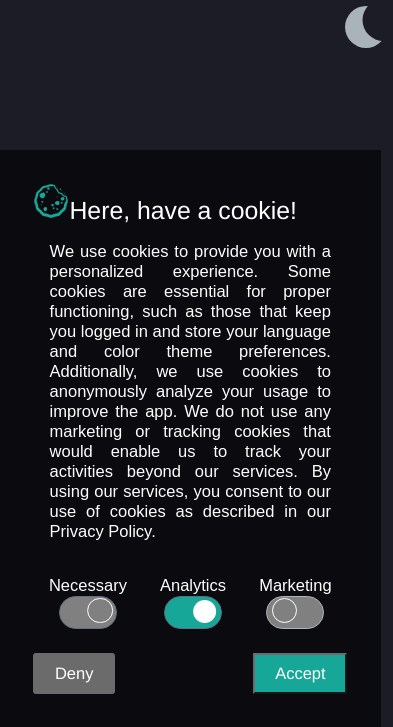 Here, have a cookie!
We use cookies to provide you with a
personalized experience. Some
cookies are essential for proper
functioning, such as those that keep
you logged in and store your language
and color theme preferences.
Additionally, we use cookies to
anonymously analyze your usage to
improve the app. We do not use any
marketing or tracking cookies that
would enable us to track your
activities beyond our services. By
using our services, you consent to our
use of cookies as described in our
Privacy Policy.
Necessary Analytics Marketing
Deny Accept